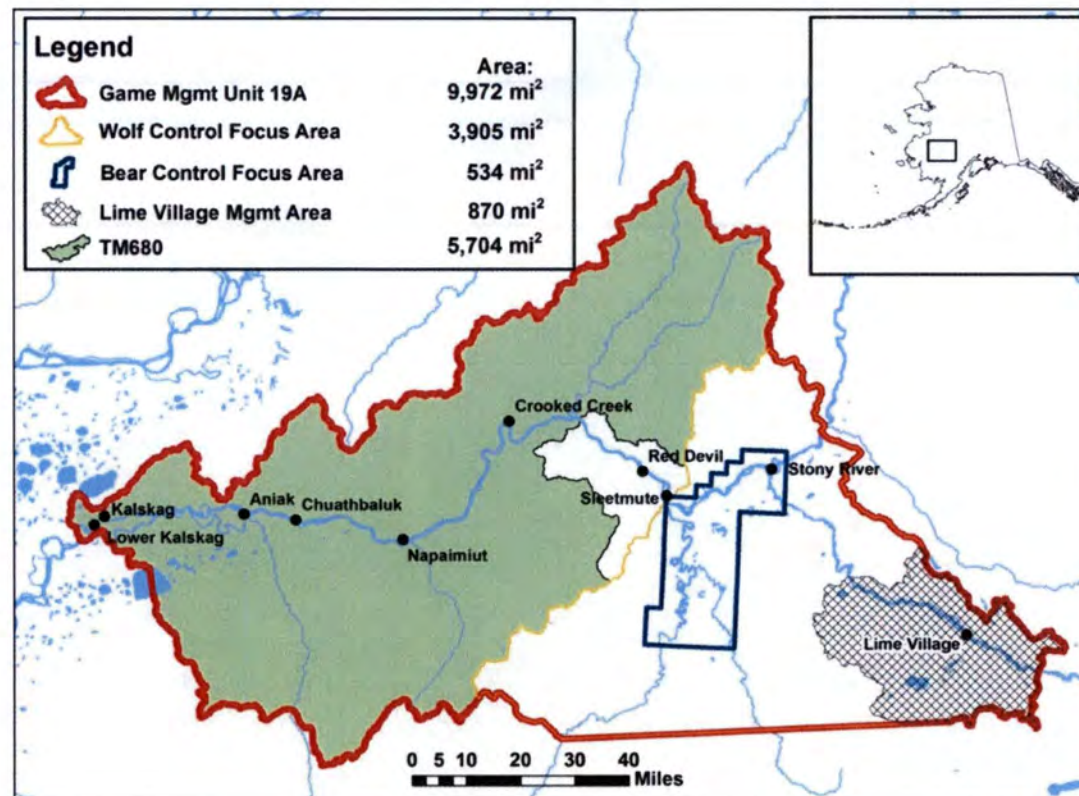 Legend
Area:
Game Mgmt Unit 19A 9,972 mi²
Wolf Control Focus Area 3,905 mi²
Bear Control Focus Area 534 mi²
Lime Village Mgmt Area 870 mi²
TM680 5,704 mi²
Crooked Creek
Red Devil
Stony River
Sleetmute
Kalskag
Aniak
Chuathbaluk
Lower Kalskag
Napaimiut
Lime Village
0 5 10 20 30 40
Miles